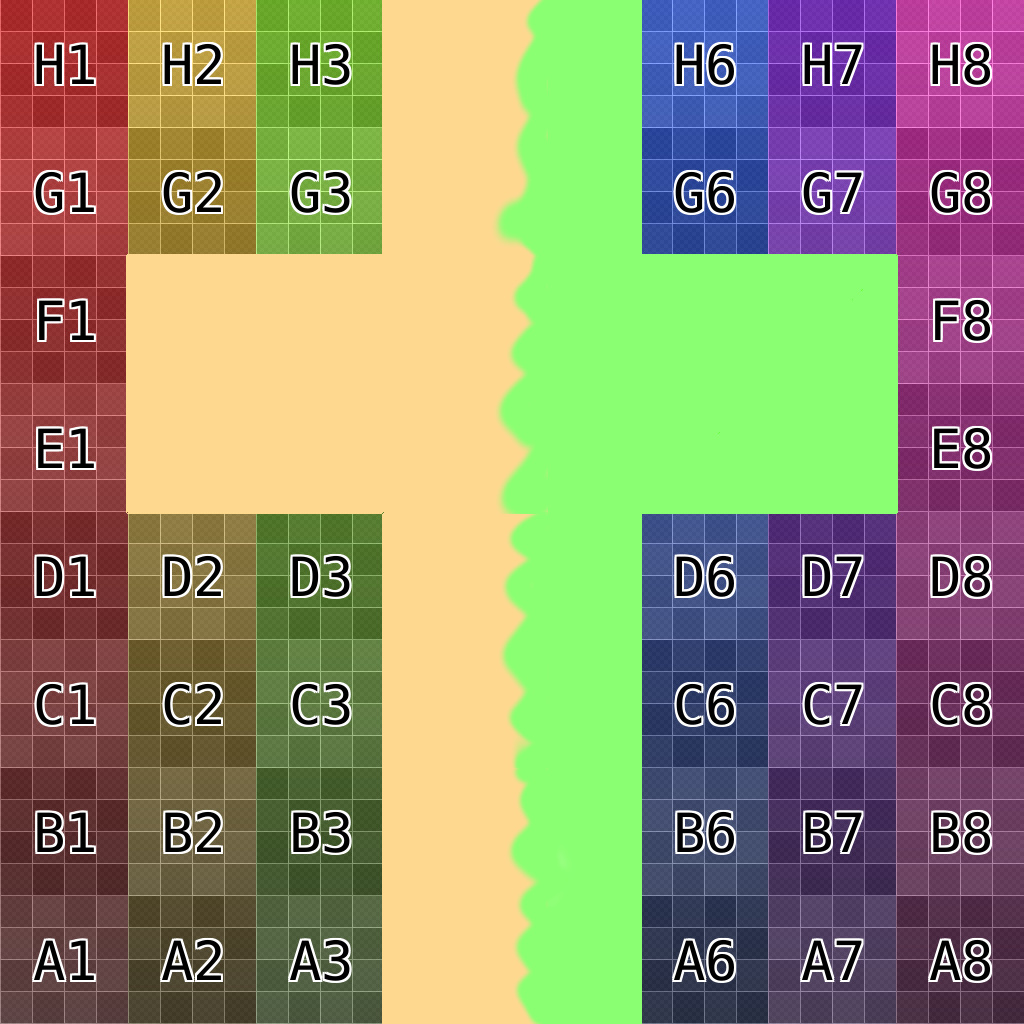 H1 H2 H3 H6 H7 H8
G1 G2 G3 G6 G7 G8
F1 F8
E1 E8
D1 D2 D3 D6 D7 D8
C1 C2 C3 C6 C7 C8
B1 B2 B3 B6 B7 B8
A1 A2 A3 A6 A7 A8